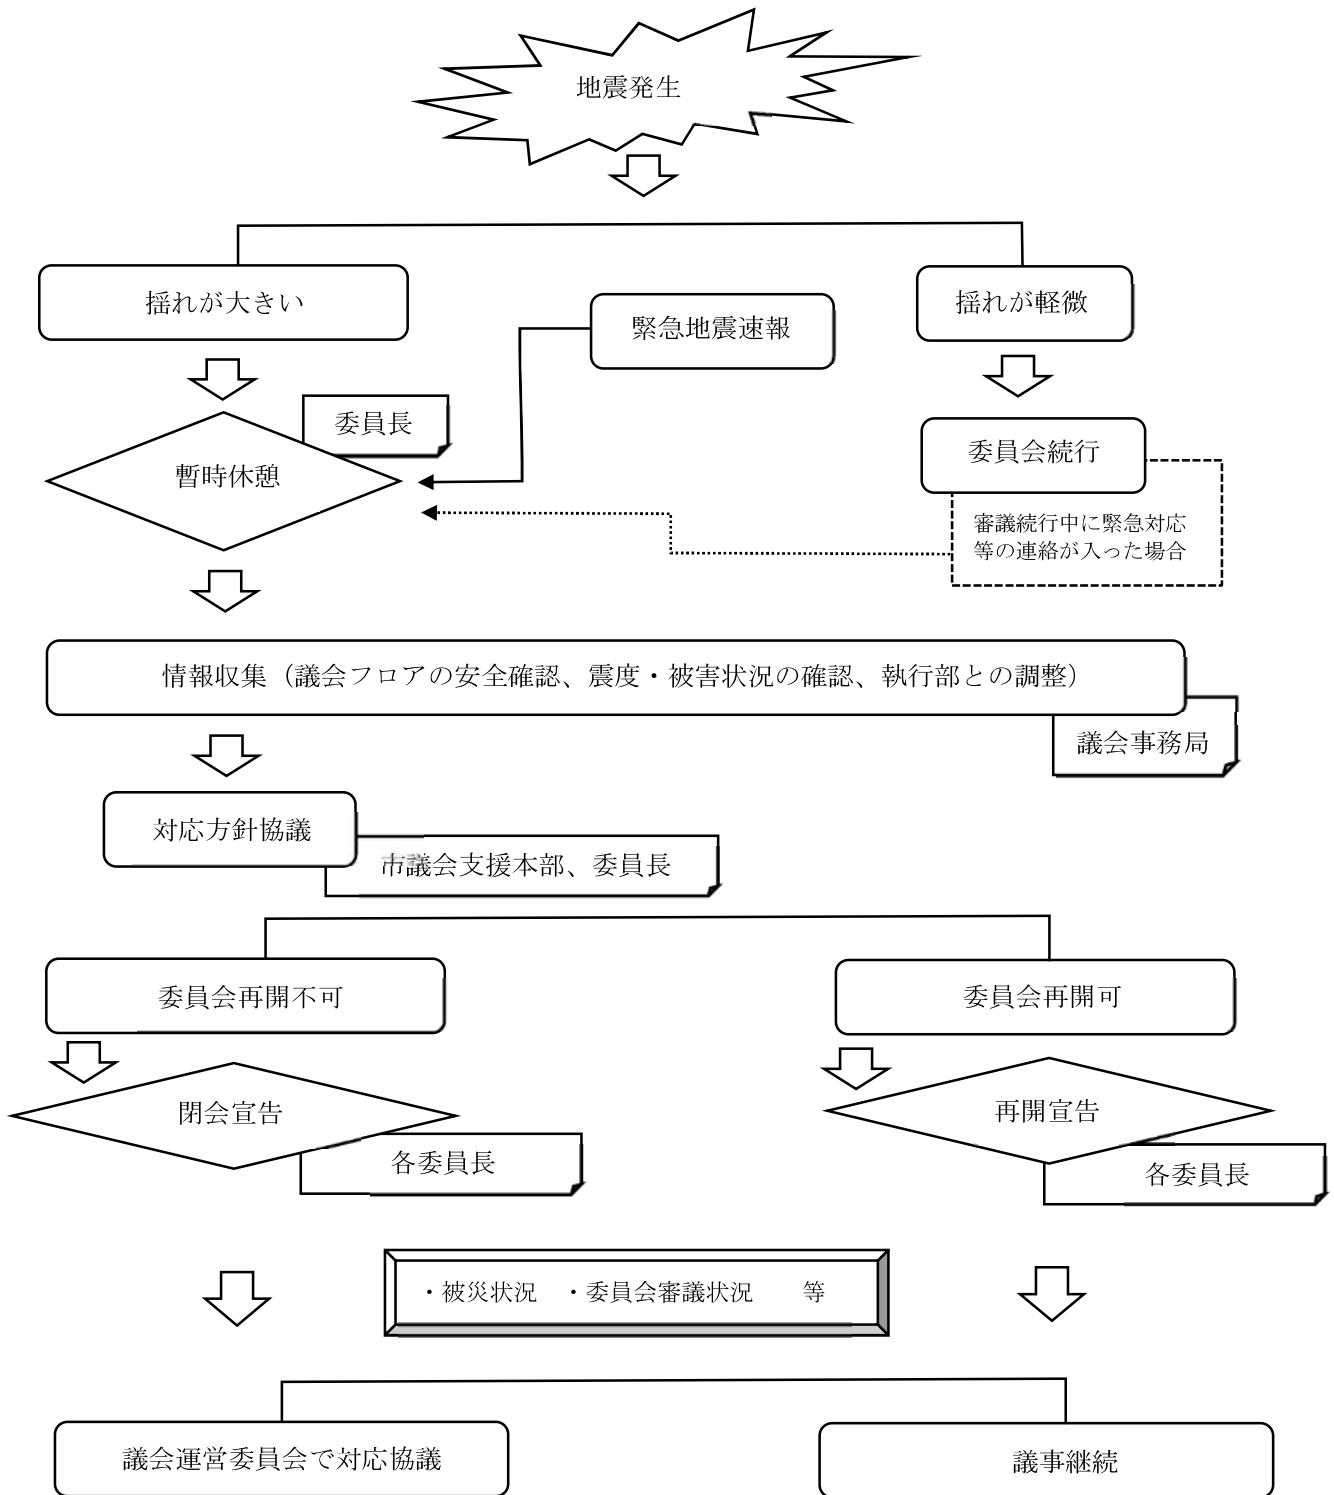 地震発生
揺れが大きい
緊急地震速報
揺れが軽微
委員長
暫時休憩
委員会続行
審議続行中に緊急対応
等の連絡が入った場合
情報収集（議会フロアの安全確認、震度・被害状況の確認、執行部との調整）
議会事務局
対応方針協議
市議会支援本部、委員長
委員会再開不可
委員会再開可
閉会宣告
再開宣告
各委員長
各委員長
・被災状況　・委員会審議状況　　等
議会運営委員会で対応協議
議事継続